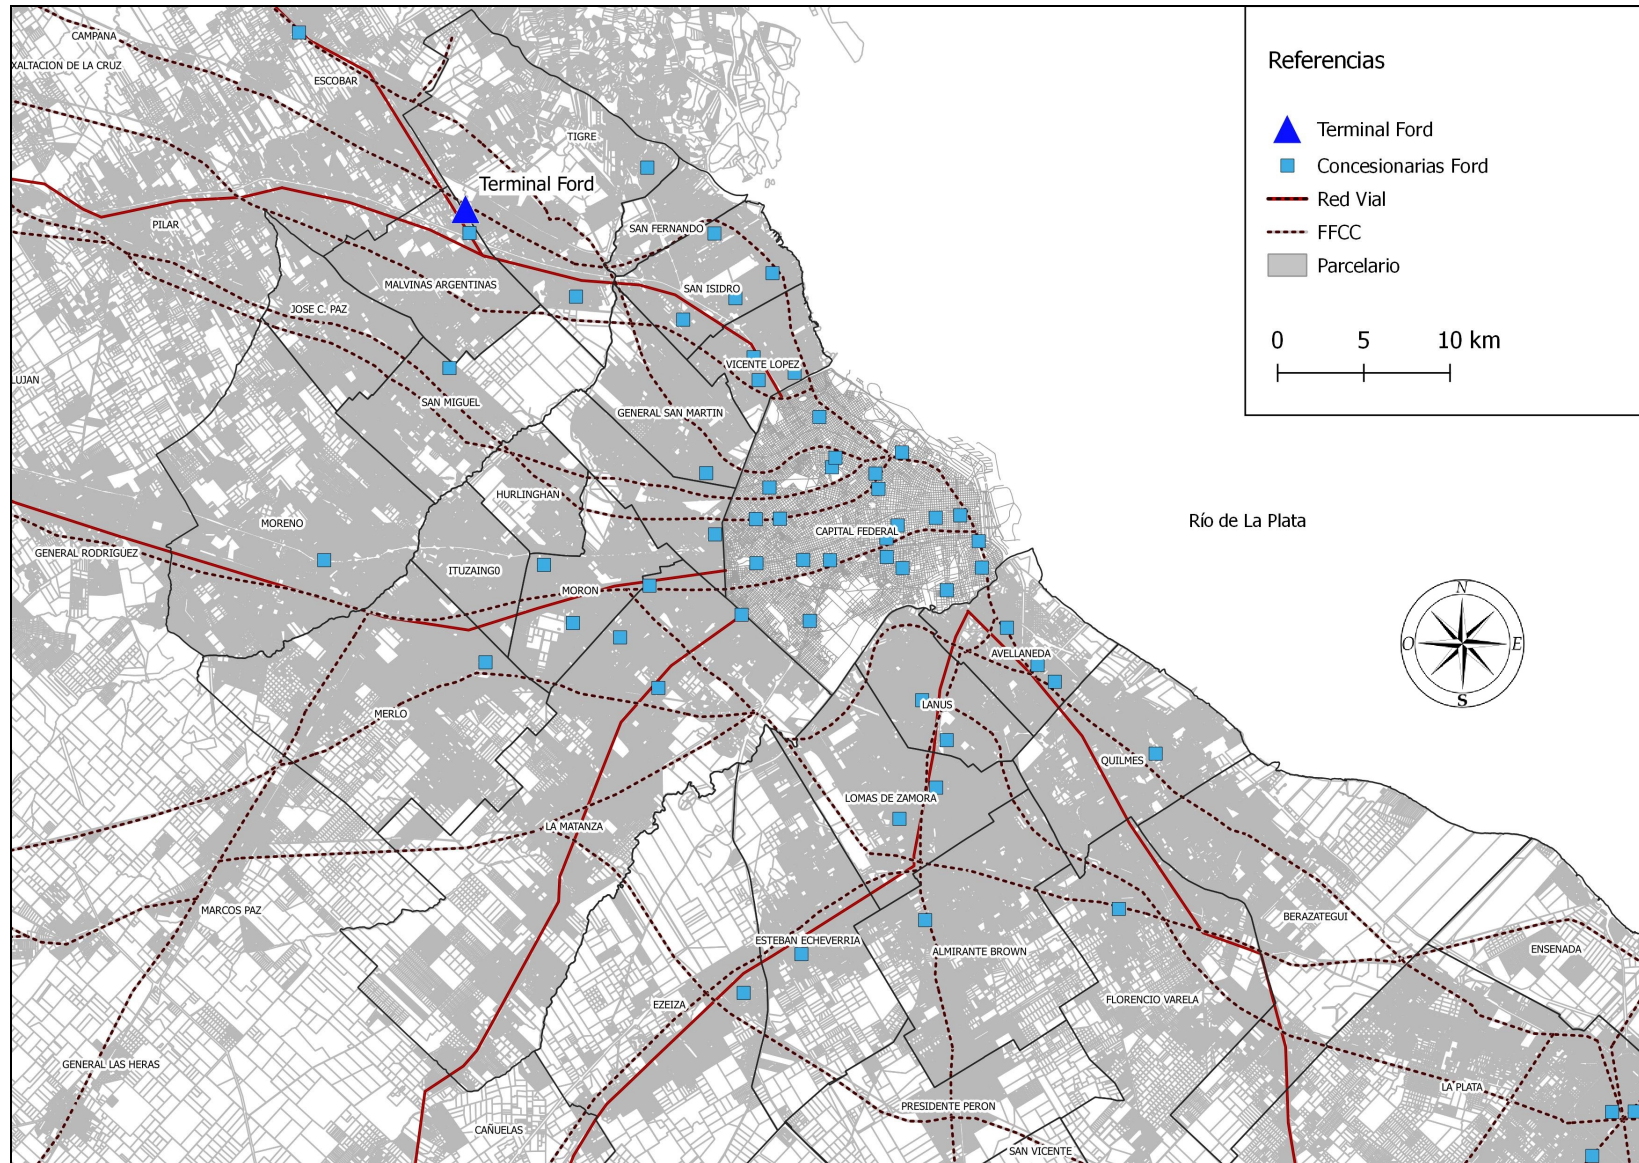 CAMPANA
XALTACION DE LA CRUZ
ESCOBAR
TIGRE
Terminal Ford
PILAR
SAN FERNANDO
MALVINAS ARGENTINAS
SAN ISIDRO
JOSE C. PAZ
VICENTE LOPEZ
LUJAN
SAN MIGUEL
GENERAL SAN MARTIN
HURLINGHAN
MORENO
CAPITAL FEDERAL
GENERAL RODRIGUEZ
ITUZAING0
MORON
AVELLANEDA
MERLO
LANUS
QUILMES
LOMAS DE ZAMORA
LA MATANZA
MARCOS PAZ
BERAZATEGUI
ESTEBAN ECHEVERRIA
ALMIRANTE BROWN
ENSENADA
EZEIZA
FLORENCIO VARELA
GENERAL LAS HERAS
LA PLATA
PRESIDENTE PERON
CAÑUELAS
SAN VICENTE
Referencias
Terminal Ford
Concesionarias Ford
Red Vial
FFCC
Parcelario
0 5 10 km
Río de La Plata
N
O E
S